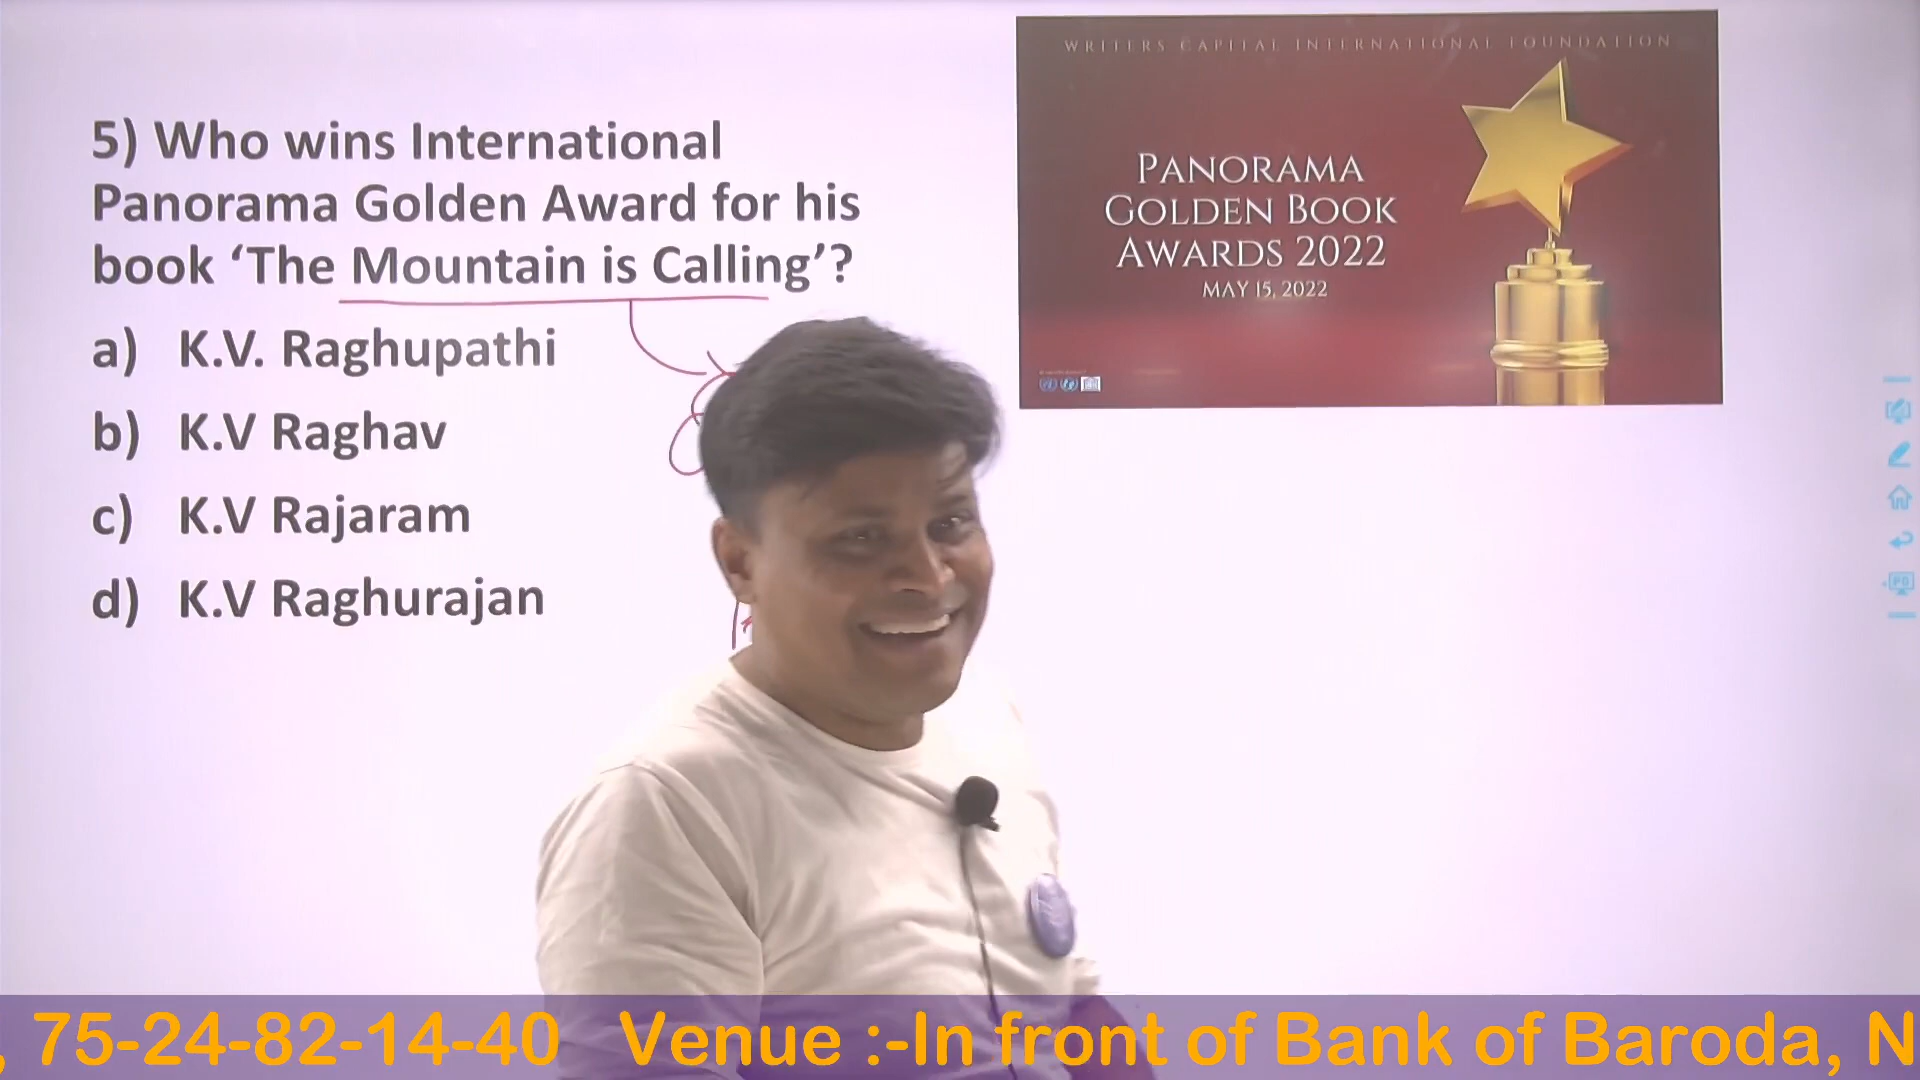 5) Who wins International
Panorama Golden Award for his
book ‘The Mountain is Calling’?
a) K.V. Raghupathi
b) K.V Raghav
c) K.V Rajaram
d) K.V Raghurajan
WRITERS CAPITAL INTERNATIONAL FOUNDATION
PANORAMA
GOLDEN BOOK
AWARDS 2022
MAY 15, 2022
, 75-24-82-14-40 Venue :-In front of Bank of Baroda, N